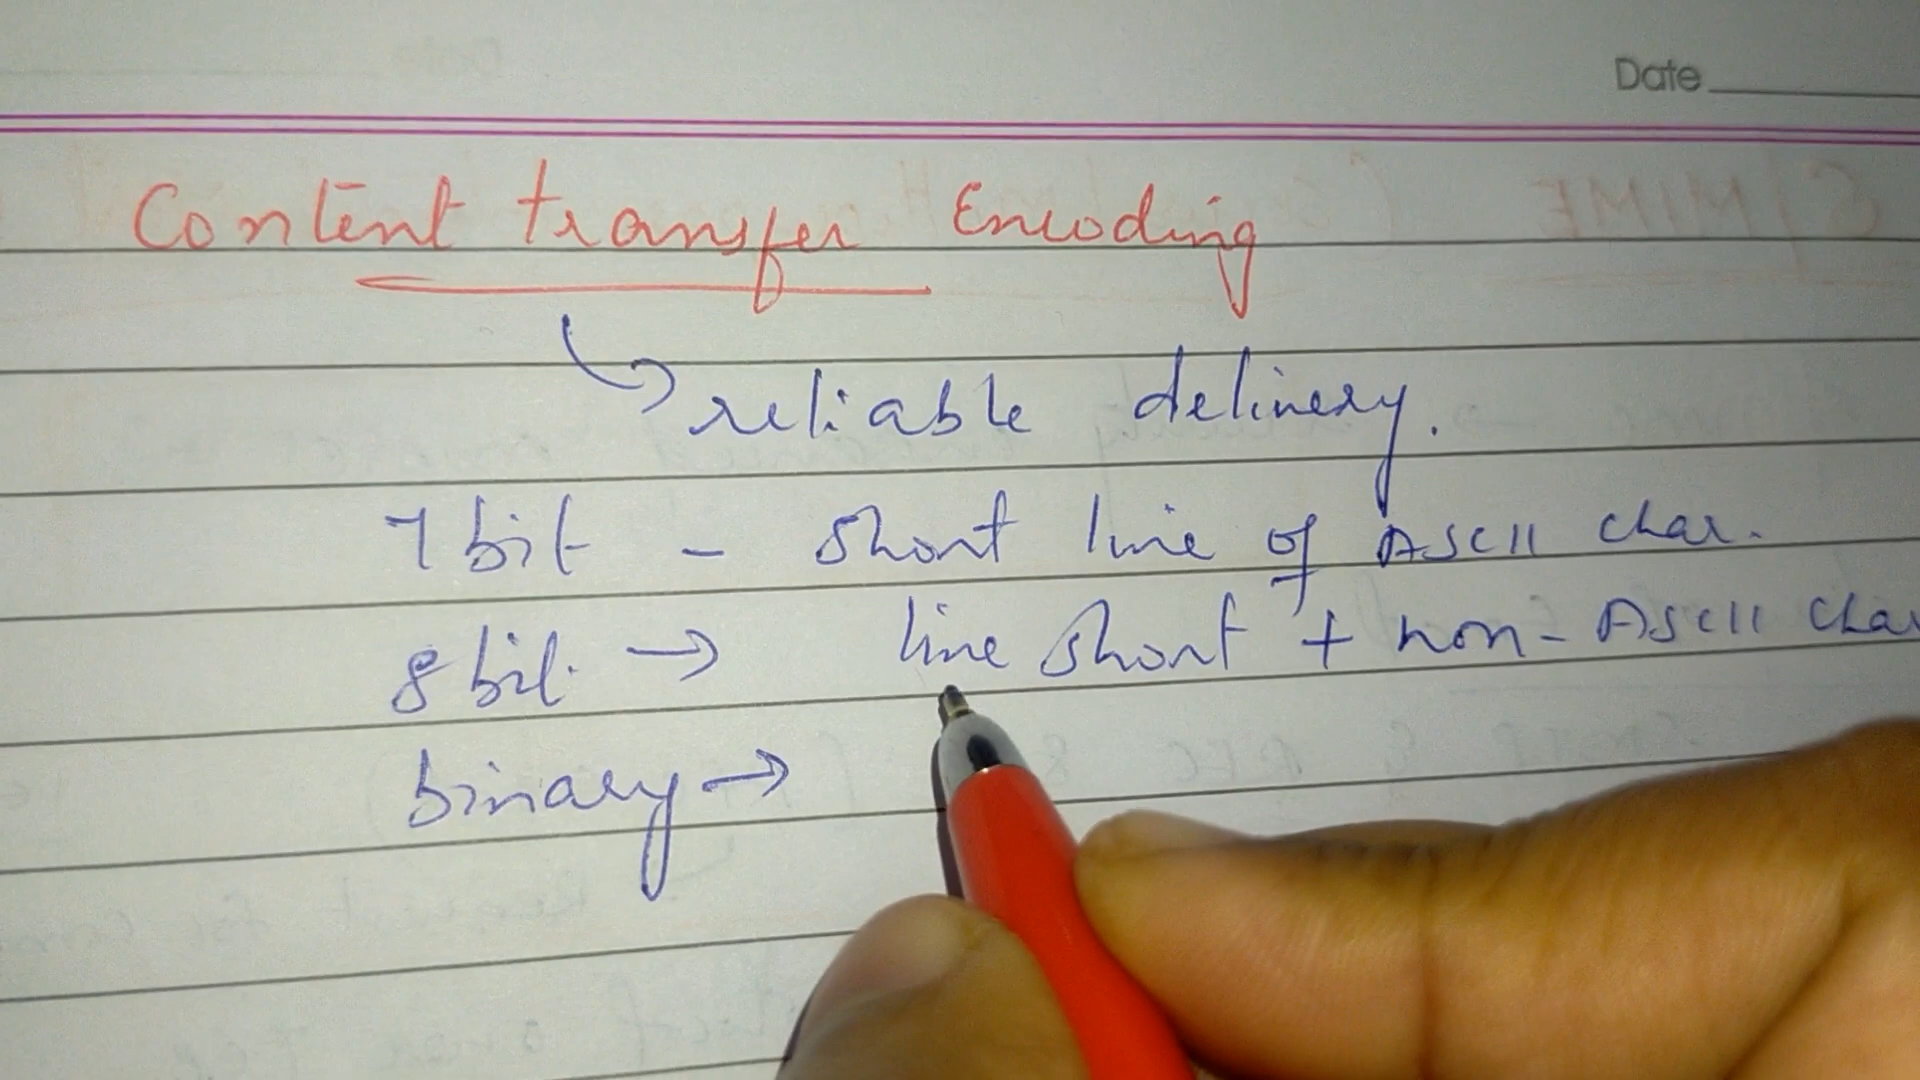 Date
Content transfer Encoding
reliable delivery.
7 bit - short line of ASCII char.
8 bit. → line short + non-ASCII char
binary →